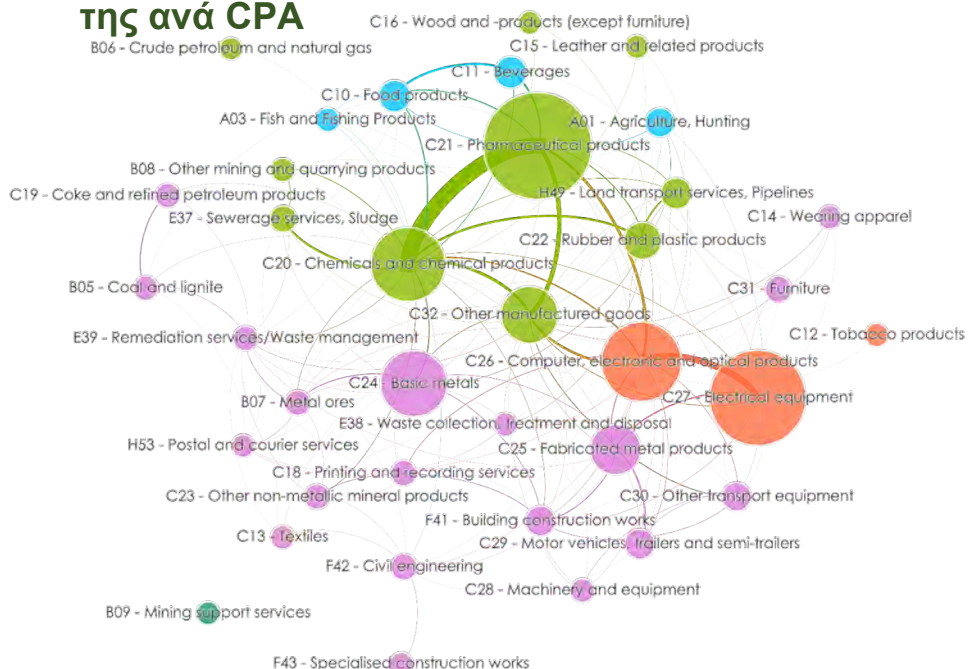 της ανά CPA
C16 - Wood and -products (except furniture)
B06 - Crude petroleum and natural gas
C15 - Leather and related products
C11 - Beverages
C10 - Food products
A03 - Fish and Fishing Products
A01 - Agriculture, Hunting
C21 - Pharmaceutical products
B08 - Other mining and quarrying products
C19 - Coke and refined petroleum products
H49 - Land transport services, Pipelines
E37 - Sewerage services, Sludge
C14 - Wearing apparel
C22 - Rubber and plastic products
C20 - Chemicals and chemical products
B05 - Coal and lignite
C31 - Furniture
C32 - Other manufactured goods
E39 - Remediation services/Waste management
C12 - Tobacco products
C26 - Computer, electronic and optical products
C24 - Basic metals
C27 - Electrical equipment
B07 - Metal ores
E38 - Waste collection, treatment and disposal
H53 - Postal and courier services
C25 - Fabricated metal products
C18 - Printing and recording services
C23 - Other non-metallic mineral products
C30 - Other transport equipment
F41 - Building construction works
C13 - Textiles
C29 - Motor vehicles, trailers and semi-trailers
F42 - Civil engineering
C28 - Machinery and equipment
B09 - Mining support services
F43 - Specialised construction works